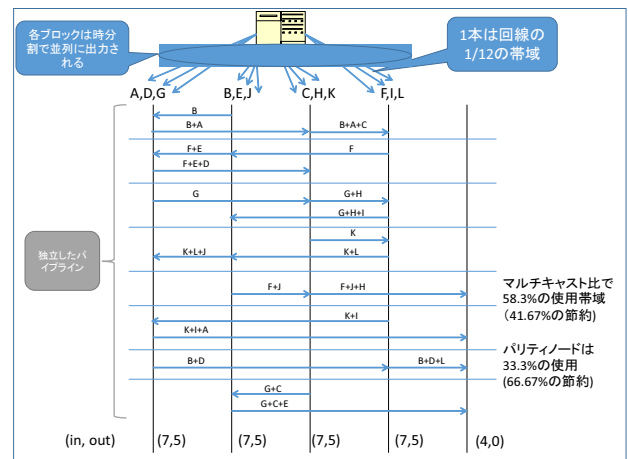 各ブロックは時分
割で並列に出力さ
れる
1本は回線の
1/12の帯域
A,D,G
B,E,J
C,H,K
F,I,L
B
B+A
B+A+C
F+E
F
F+E+D
G
G+H
G+H+I
K
K+L+J
K+L
独立したパ
イプライン
F+J
F+J+H
マルチキャスト比で
58.3%の使用帯域
(41.67%の節約)
K+I
K+I+A
パリティノードは
33.3%の使用
(66.67%の節約)
B+D
B+D+L
G+C
G+C+E
(in, out)
(7,5)
(7,5)
(7,5)
(7,5)
(4,0)